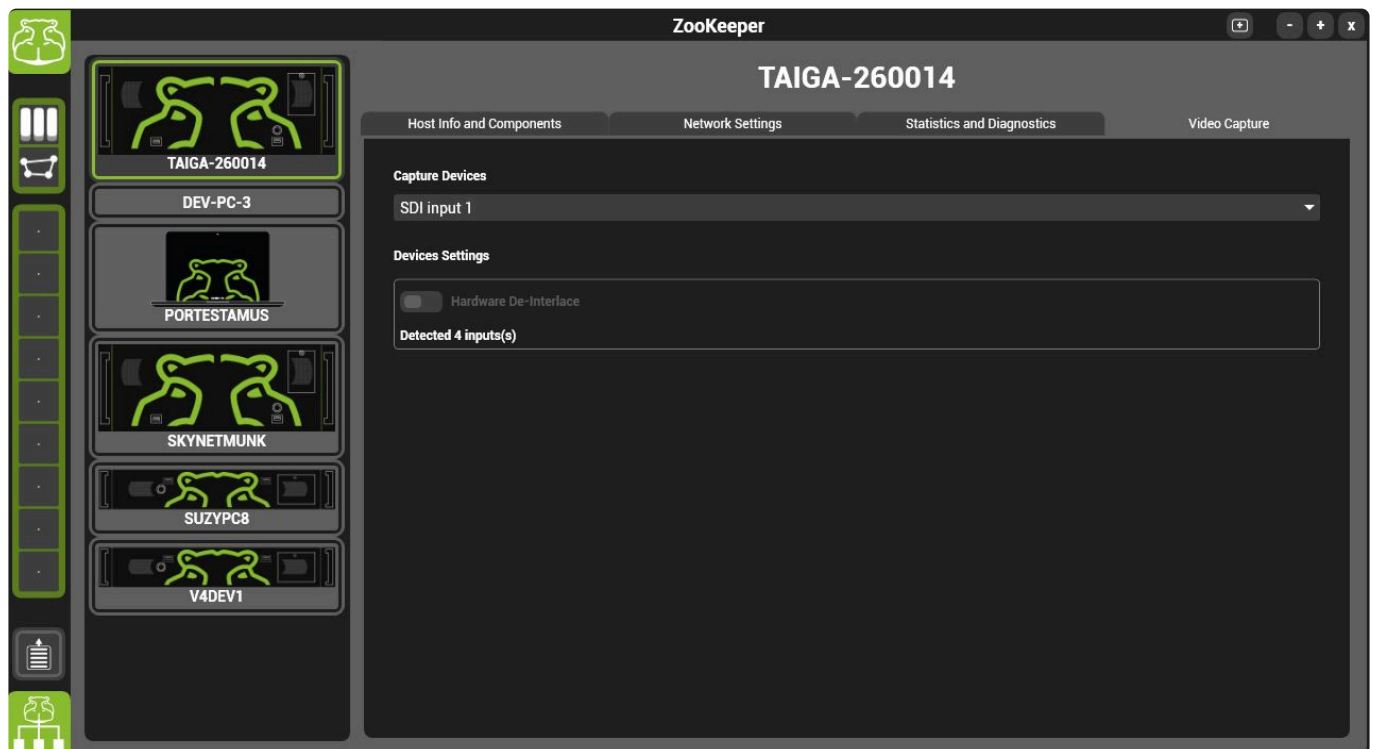 ZooKeeper
- + x
TAIGA-260014
Host Info and Components Network Settings Statistics and Diagnostics Video Capture
TAIGA-260014
DEV-PC-3
PORTESTAMUS
SKYNETMUNK
SUZYPC8
V4DEV1
Capture Devices
SDI input 1
Devices Settings
Hardware De-Interlace
Detected 4 inputs(s)